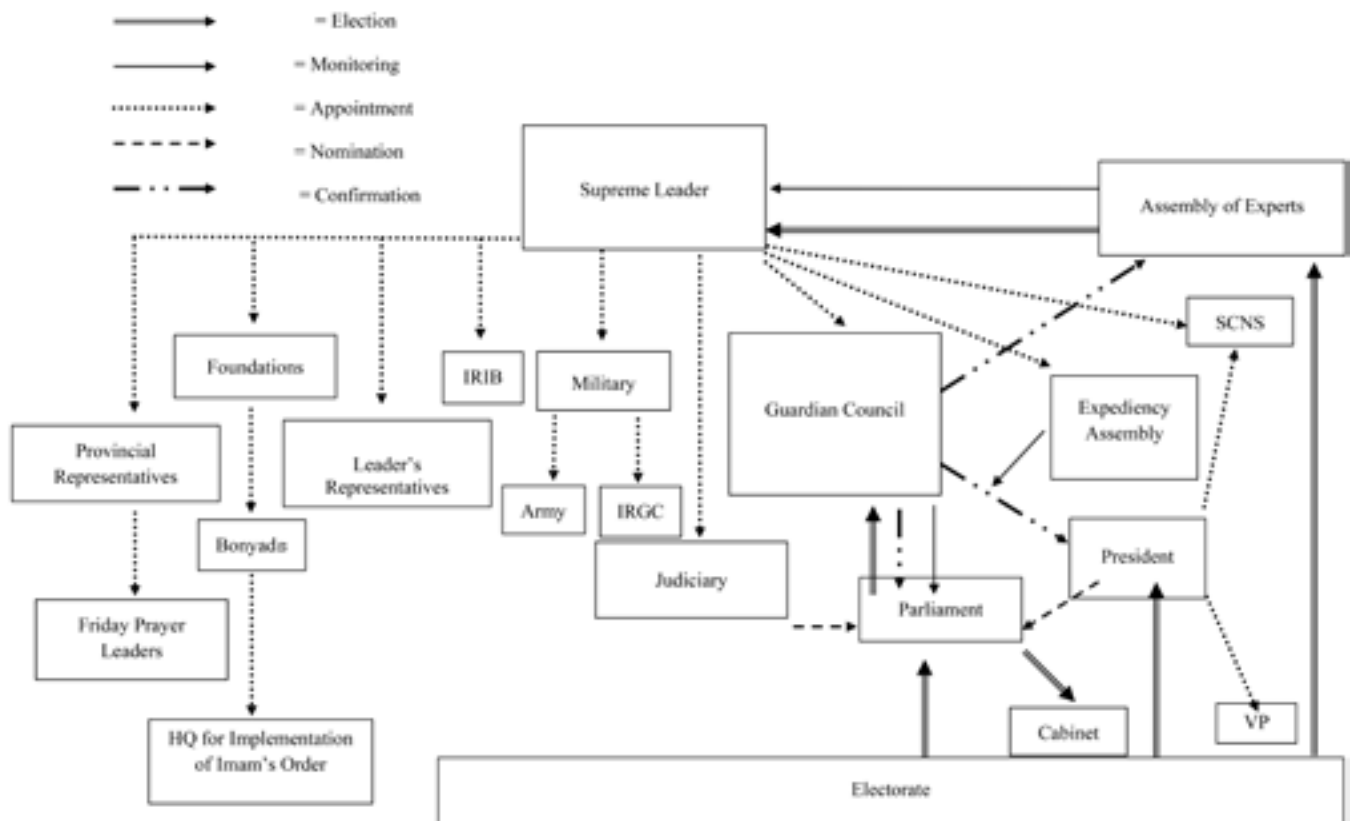 = Election
= Monitoring
= Appointment
= Nomination
= Confirmation
Supreme Leader
Assembly of Experts
SCNS
Foundations
IRIB
Military
Guardian Council
Expediency
Assembly
Provincial
Representatives
Leader's
Representatives
Army
IRGC
Bonyads
President
Judiciary
Parliament
Friday Prayer
Leaders
HQ for Implementation
of Imam's Order
Cabinet
VP
Electorate